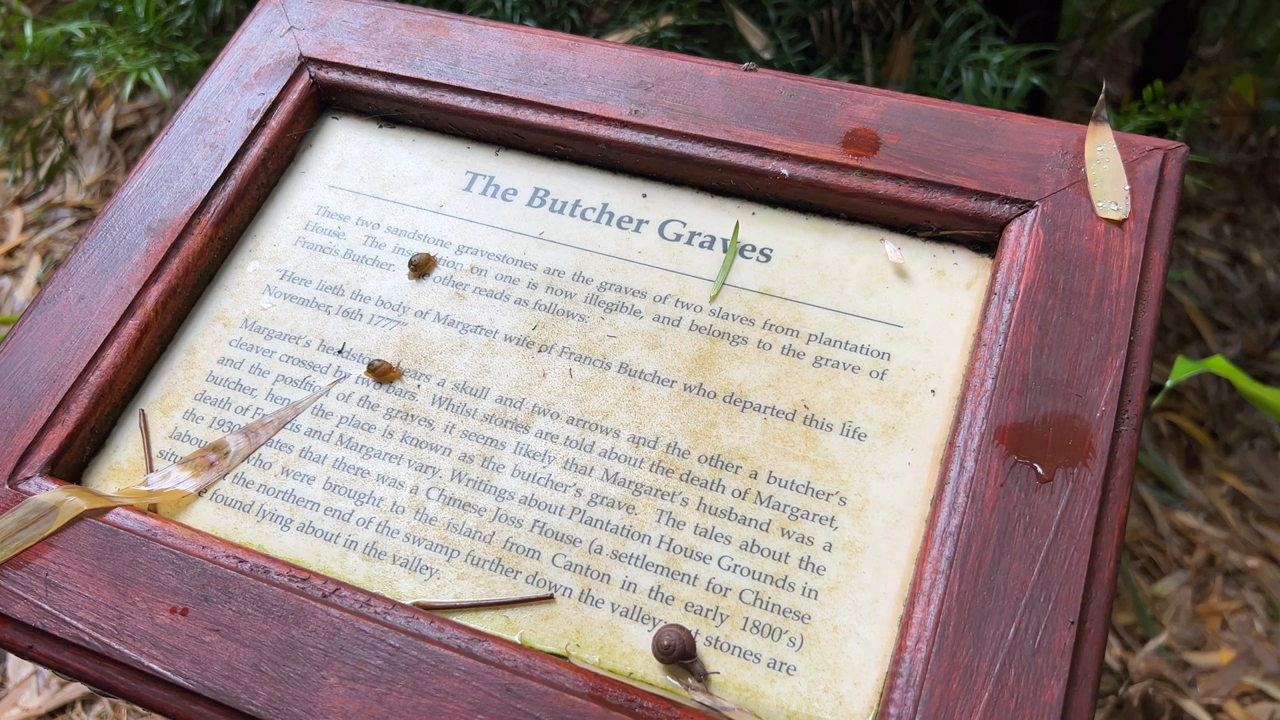 The Butcher Graves
These two sandstone gravestones are the graves of two slaves from plantation
House. The inscription on one is now illegible, and belongs to the grave of
Francis Butcher. The other reads as follows:
"Here lieth the body of Margaret wife of Francis Butcher who departed this life
November,16th 1777"
Margaret's headstone bears a skull and two arrows and the other a butcher's
cleaver crossed by two bars. Whilst stories are told about the death of Margaret,
and the position of the graves, it seems likely that Margaret's husband was a
butcher, hence the place is known as the butcher's grave. The tales about the
death of Francis and Margaret vary. Writings about Plantation House Grounds in
the 1930's states that there was a Chinese Joss House (a settlement for Chinese
labourers who were brought to the island from Canton in the early 1800's)
situated at the northern end of the swamp further down the valley stones are
found lying about in the valley.